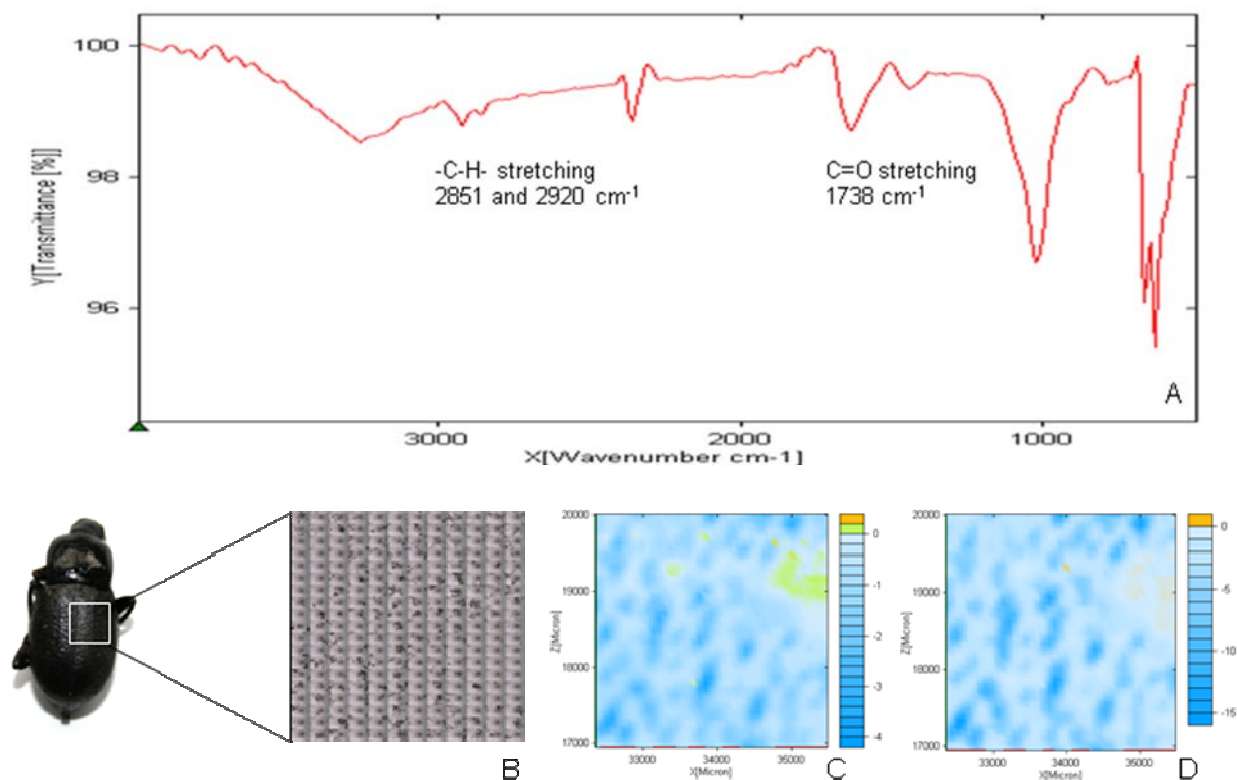 100
98
96
Y[Transmittance [%]]
-C-H- stretching
2851 and 2920 cm-1
C=O stretching
1738 cm-1
A
3000
2000
1000
X[Wavenumber cm-1]
B
20000
19000
18000
17000
Z[Micron]
33000
34000
35000
X[Micron]
0
-1
-2
-3
-4
C
20000
19000
18000
17000
Z[Micron]
33000
34000
35000
X[Micron]
0
-5
-10
-15
D